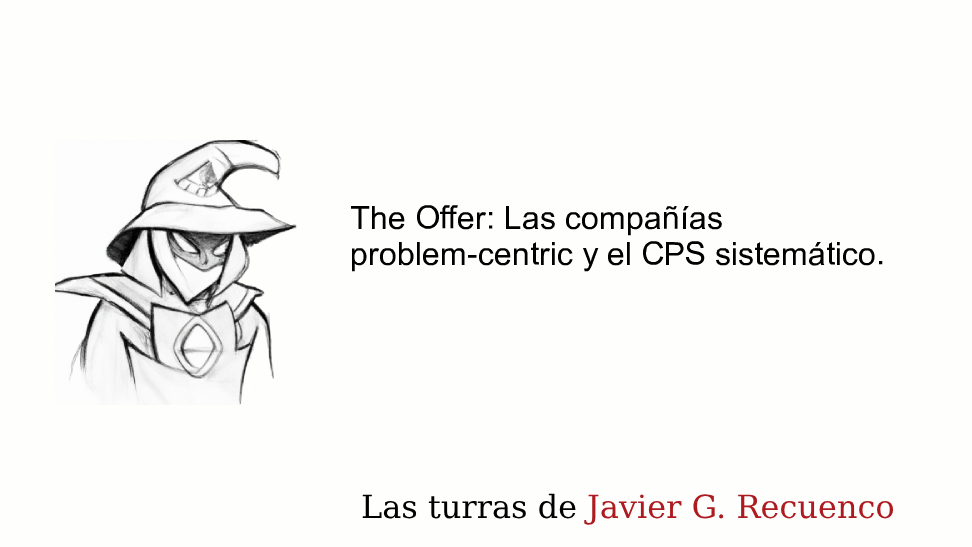 The Offer: Las compañías
problem-centric y el CPS sistemático.
Las turras de Javier G. Recuenco